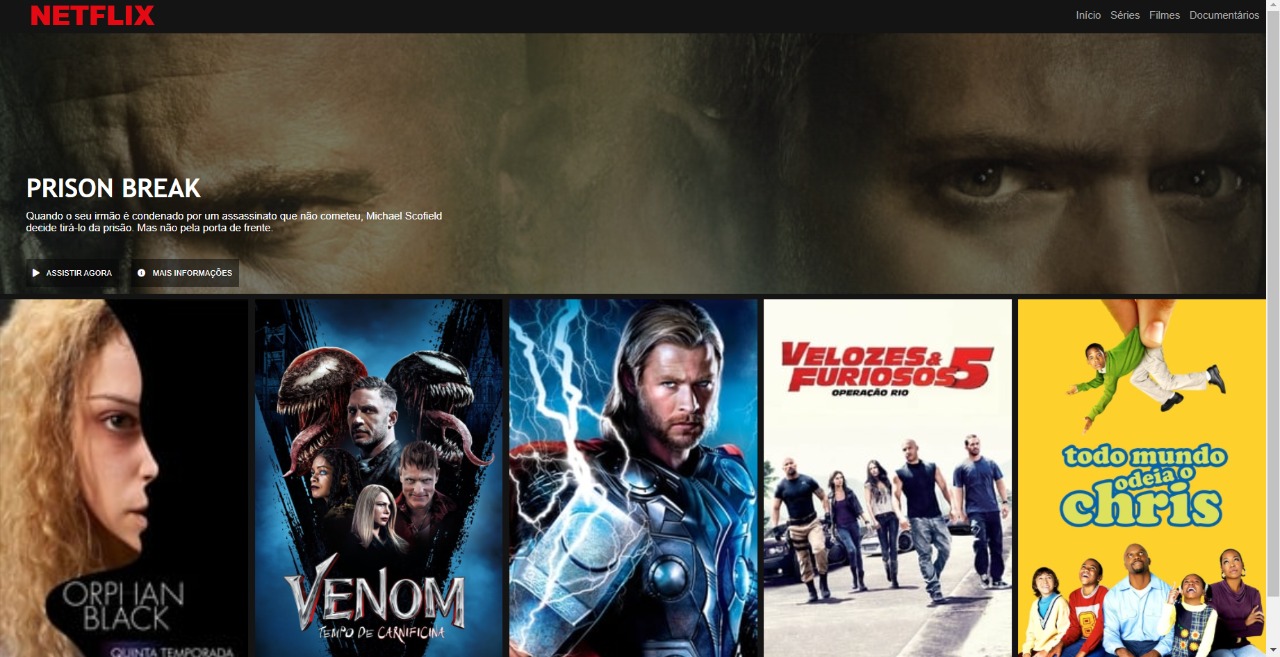 NETFLIX
Início Séries Filmes Documentários
PRISON BREAK
Quando o seu irmão é condenado por um assassinato que não cometeu, Michael Scofield
decide tirá-lo da prisão. Mas não pela porta de frente.
ASSISTIR AGORA
MAIS INFORMAÇÕES
ORPHAN
BLACK
QUINTA TEMPORADA
VENOM
TEMPO DE CARNIFICINA
VELOZES &
FURIOSOS 5
OPERAÇÃO RIO
todo mundo
odeia o
chris